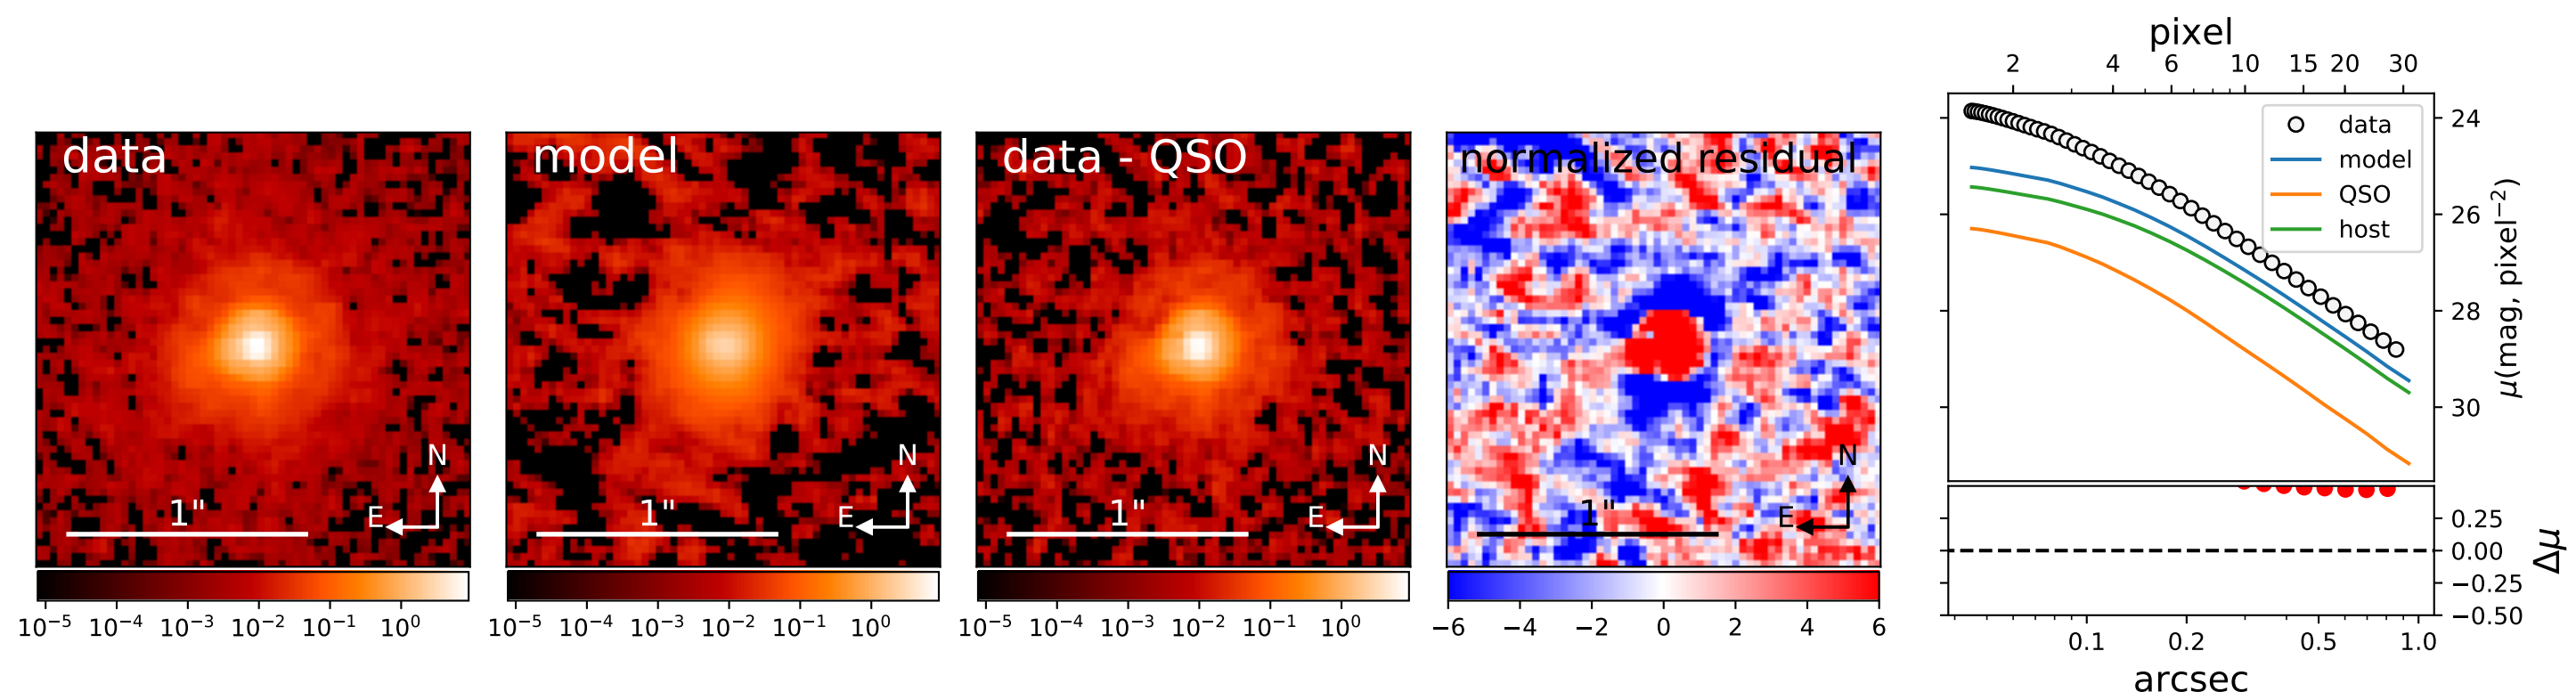 data
N
E
1"
10⁻⁵ 10⁻⁴ 10⁻³ 10⁻² 10⁻¹ 10⁰
model
N
E
1"
10⁻⁵ 10⁻⁴ 10⁻³ 10⁻² 10⁻¹ 10⁰
data - QSO
N
E
1"
10⁻⁵ 10⁻⁴ 10⁻³ 10⁻² 10⁻¹ 10⁰
normalized residual
N
E
1"
−6 −4 −2 0 2 4 6
pixel
2 4 6 10 15 20 30
data
model
QSO
host
24
26
28
30
μ(mag, pixel⁻²)
0.25
0.00
−0.25
−0.50
Δμ
0.1 0.2 0.5 1.0
arcsec